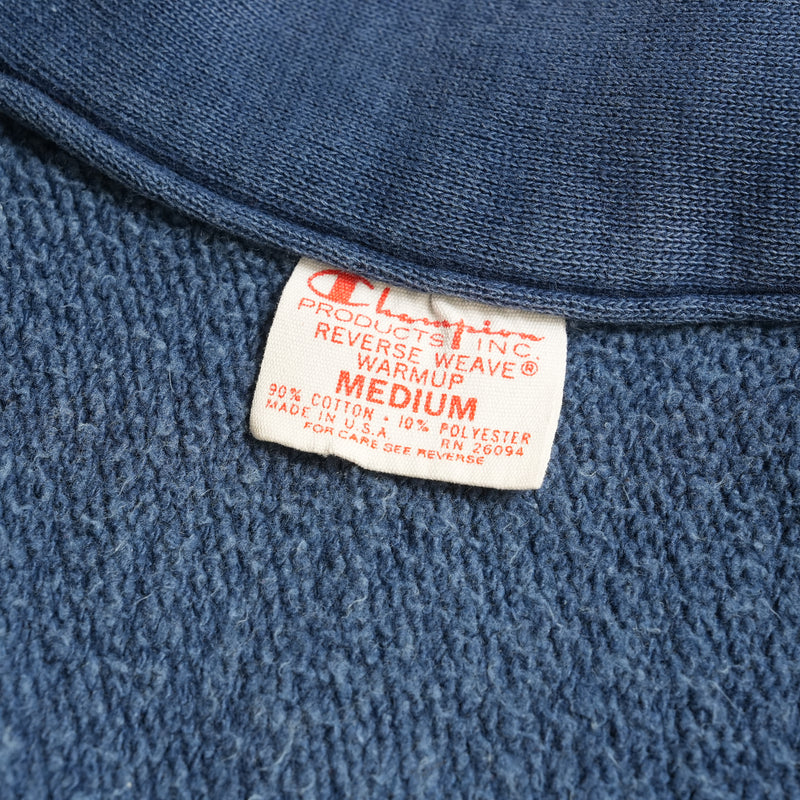 Champion
PRODUCTS INC.
REVERSE WEAVE®
WARMUP
MEDIUM
90% COTTON · 10% POLYESTER
MADE IN U.S.A. RN 26094
FOR CARE SEE REVERSE